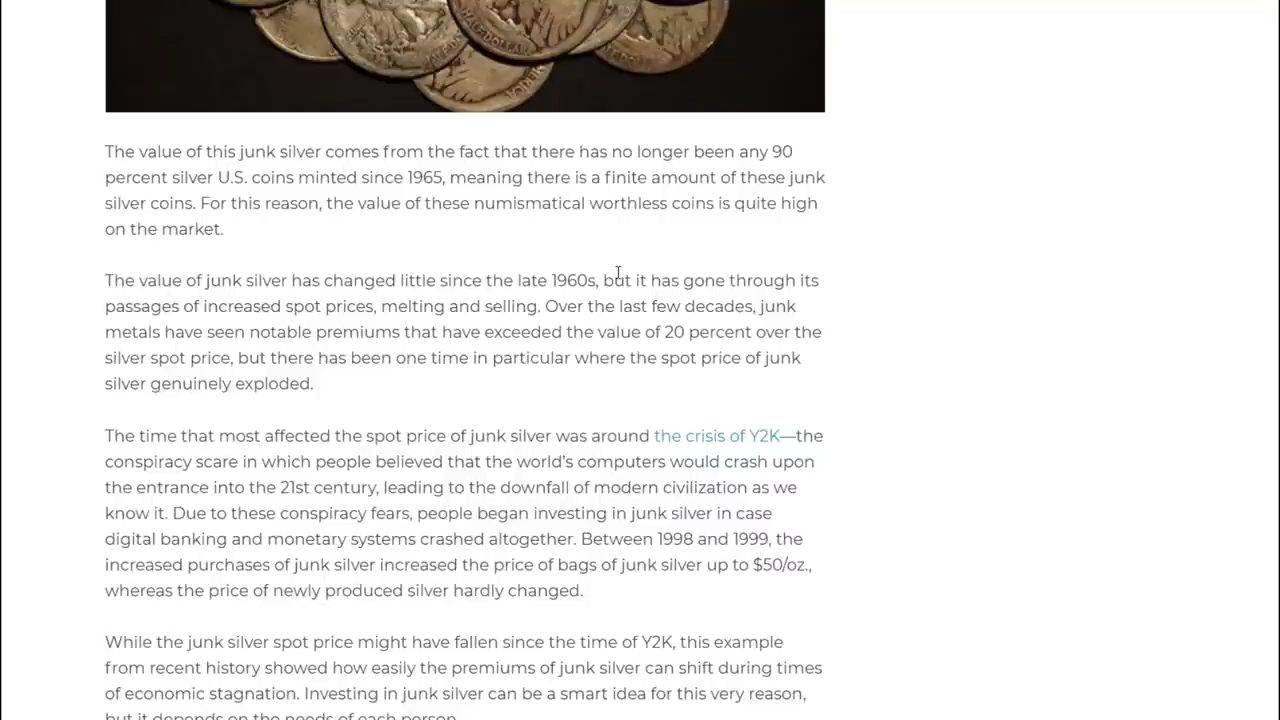 HALF DOLLAR
The value of this junk silver comes from the fact that there has no longer been any 90
percent silver U.S. coins minted since 1965, meaning there is a finite amount of these junk
silver coins. For this reason, the value of these numismatical worthless coins is quite high
on the market.
The value of junk silver has changed little since the late 1960s, but it has gone through its
passages of increased spot prices, melting and selling. Over the last few decades, junk
metals have seen notable premiums that have exceeded the value of 20 percent over the
silver spot price, but there has been one time in particular where the spot price of junk
silver genuinely exploded.
The time that most affected the spot price of junk silver was around the crisis of Y2K—the
conspiracy scare in which people believed that the world’s computers would crash upon
the entrance into the 21st century, leading to the downfall of modern civilization as we
know it. Due to these conspiracy fears, people began investing in junk silver in case
digital banking and monetary systems crashed altogether. Between 1998 and 1999, the
increased purchases of junk silver increased the price of bags of junk silver up to $50/oz.,
whereas the price of newly produced silver hardly changed.
While the junk silver spot price might have fallen since the time of Y2K, this example
from recent history showed how easily the premiums of junk silver can shift during times
of economic stagnation. Investing in junk silver can be a smart idea for this very reason,
but it depends on the needs of each person.